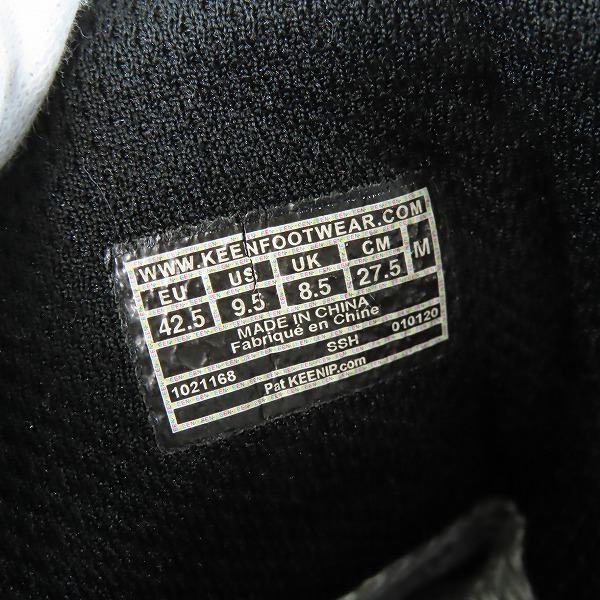 WWW.KEENFOOTWEAR.COM
EU US UK CM M
42.5 9.5 8.5 27.5
MADE IN CHINA
Fabriqué en Chine
SSH 010120
1021168
Pat KEENIP.com